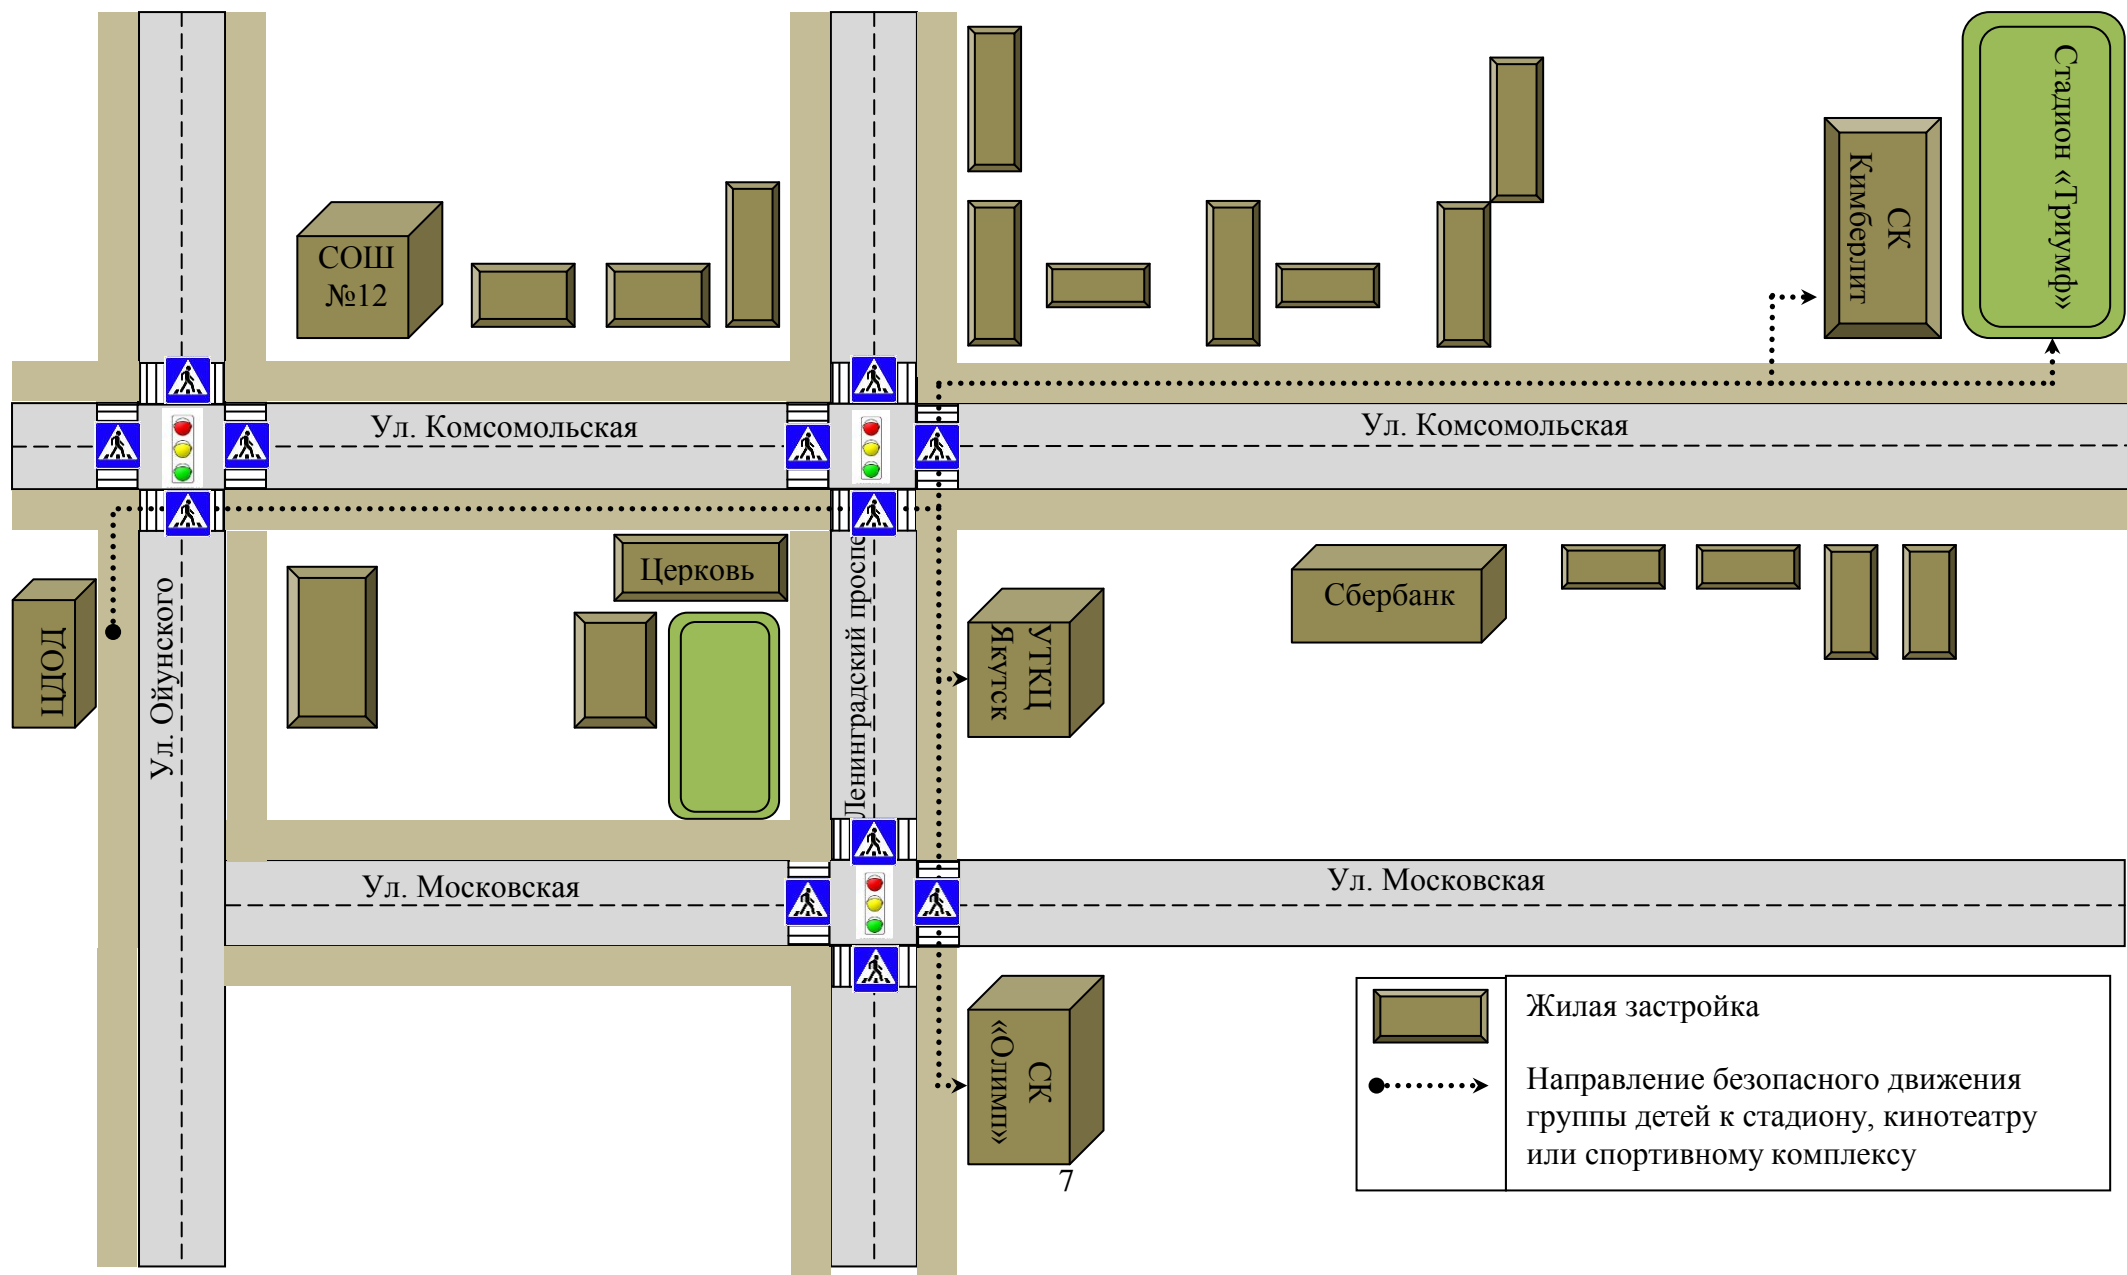 Стадион «Триумф»
СК
Кимберлит
СОШ
№12
Ул. Комсомольская
Ул. Комсомольская
Церковь
Сбербанк
ЦДОД
Ул. Ойунского
Ленинградский проспе
УТКЦ
Якутск
Ул. Московская
Ул. Московская
СК
«Олимп»
Жилая застройка
Направление безопасного движения
группы детей к стадиону, кинотеатру
или спортивному комплексу
7